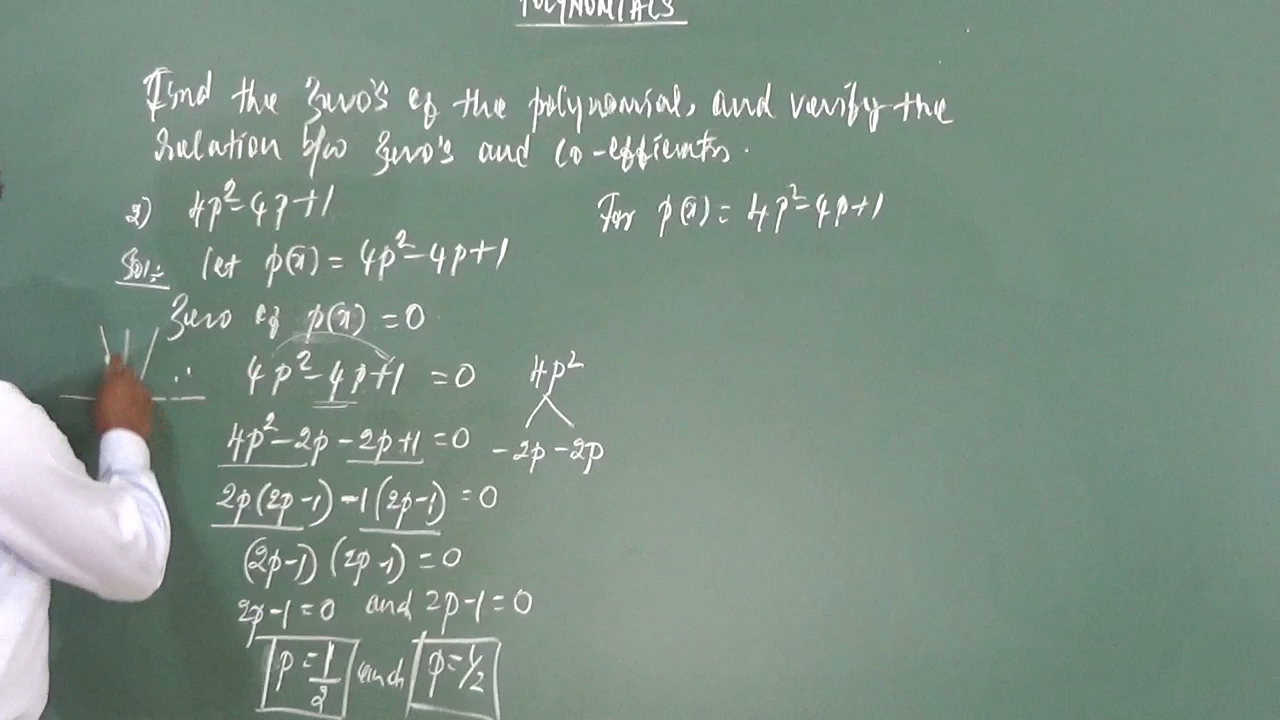 POLYNOMIALS
Find the Zero's of the polynomial, and verify the
relation b/w Zero's and co-efficients.
2) 4p²-4p+1
Sol:- Let p(x) = 4p²-4p+1
Zero of p(x) = 0
∴ 4p²-4p+1 = 0
4p²-2p-2p+1 = 0
2p(2p-1)-1(2p-1) = 0
(2p-1)(2p-1) = 0
2p-1=0 and 2p-1=0
p=1/2 and p=1/2
4p²
-2p -2p
For p(x) = 4p²-4p+1